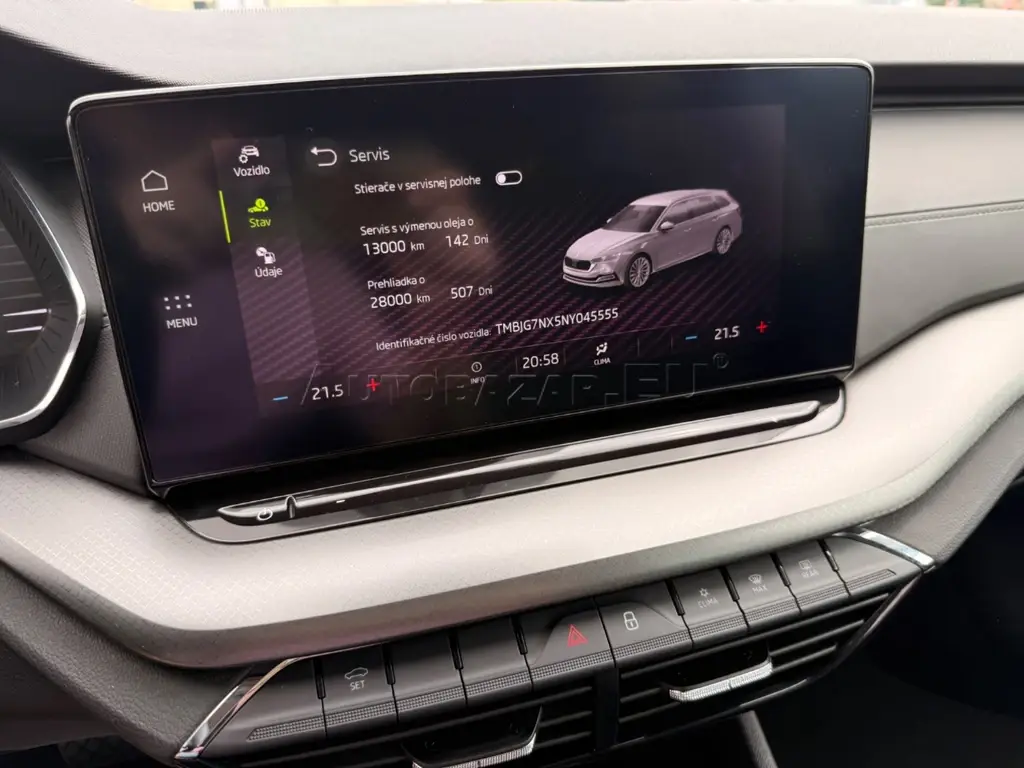 HOME
MENU
Vozidlo
Stav
Údaje
Servis
Stierače v servisnej polohe
Servis s výmenou oleja o
13000 km 142 Dni
Prehliadka o
28000 km 507 Dni
Identifikačné číslo vozidla: TMBJG7NX5NY045555
21.5
INFO
20:58
CLIMA
21.5
AUTOBAZAR.EU
SET
CLIMA
MAX
REAR